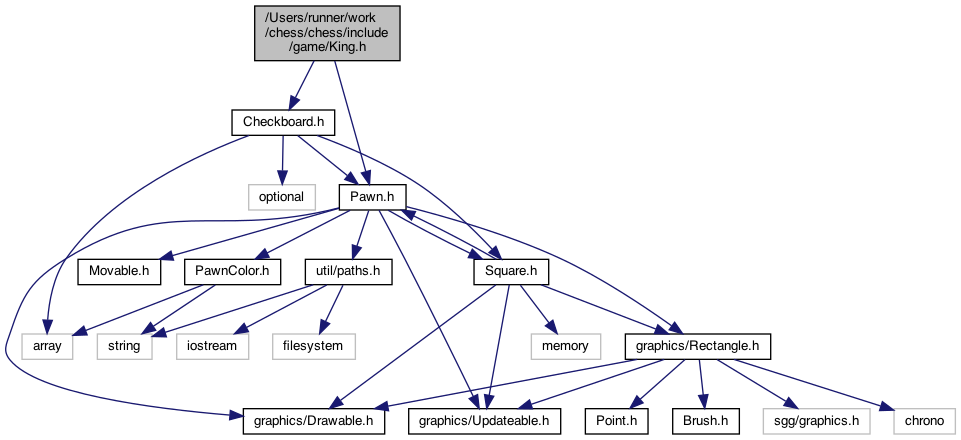 /Users/runner/work
/chess/chess/include
/game/King.h
Checkboard.h
optional
Pawn.h
Movable.h
PawnColor.h
util/paths.h
Square.h
array
string
iostream
filesystem
memory
graphics/Rectangle.h
graphics/Drawable.h
graphics/Updateable.h
Point.h
Brush.h
sgg/graphics.h
chrono